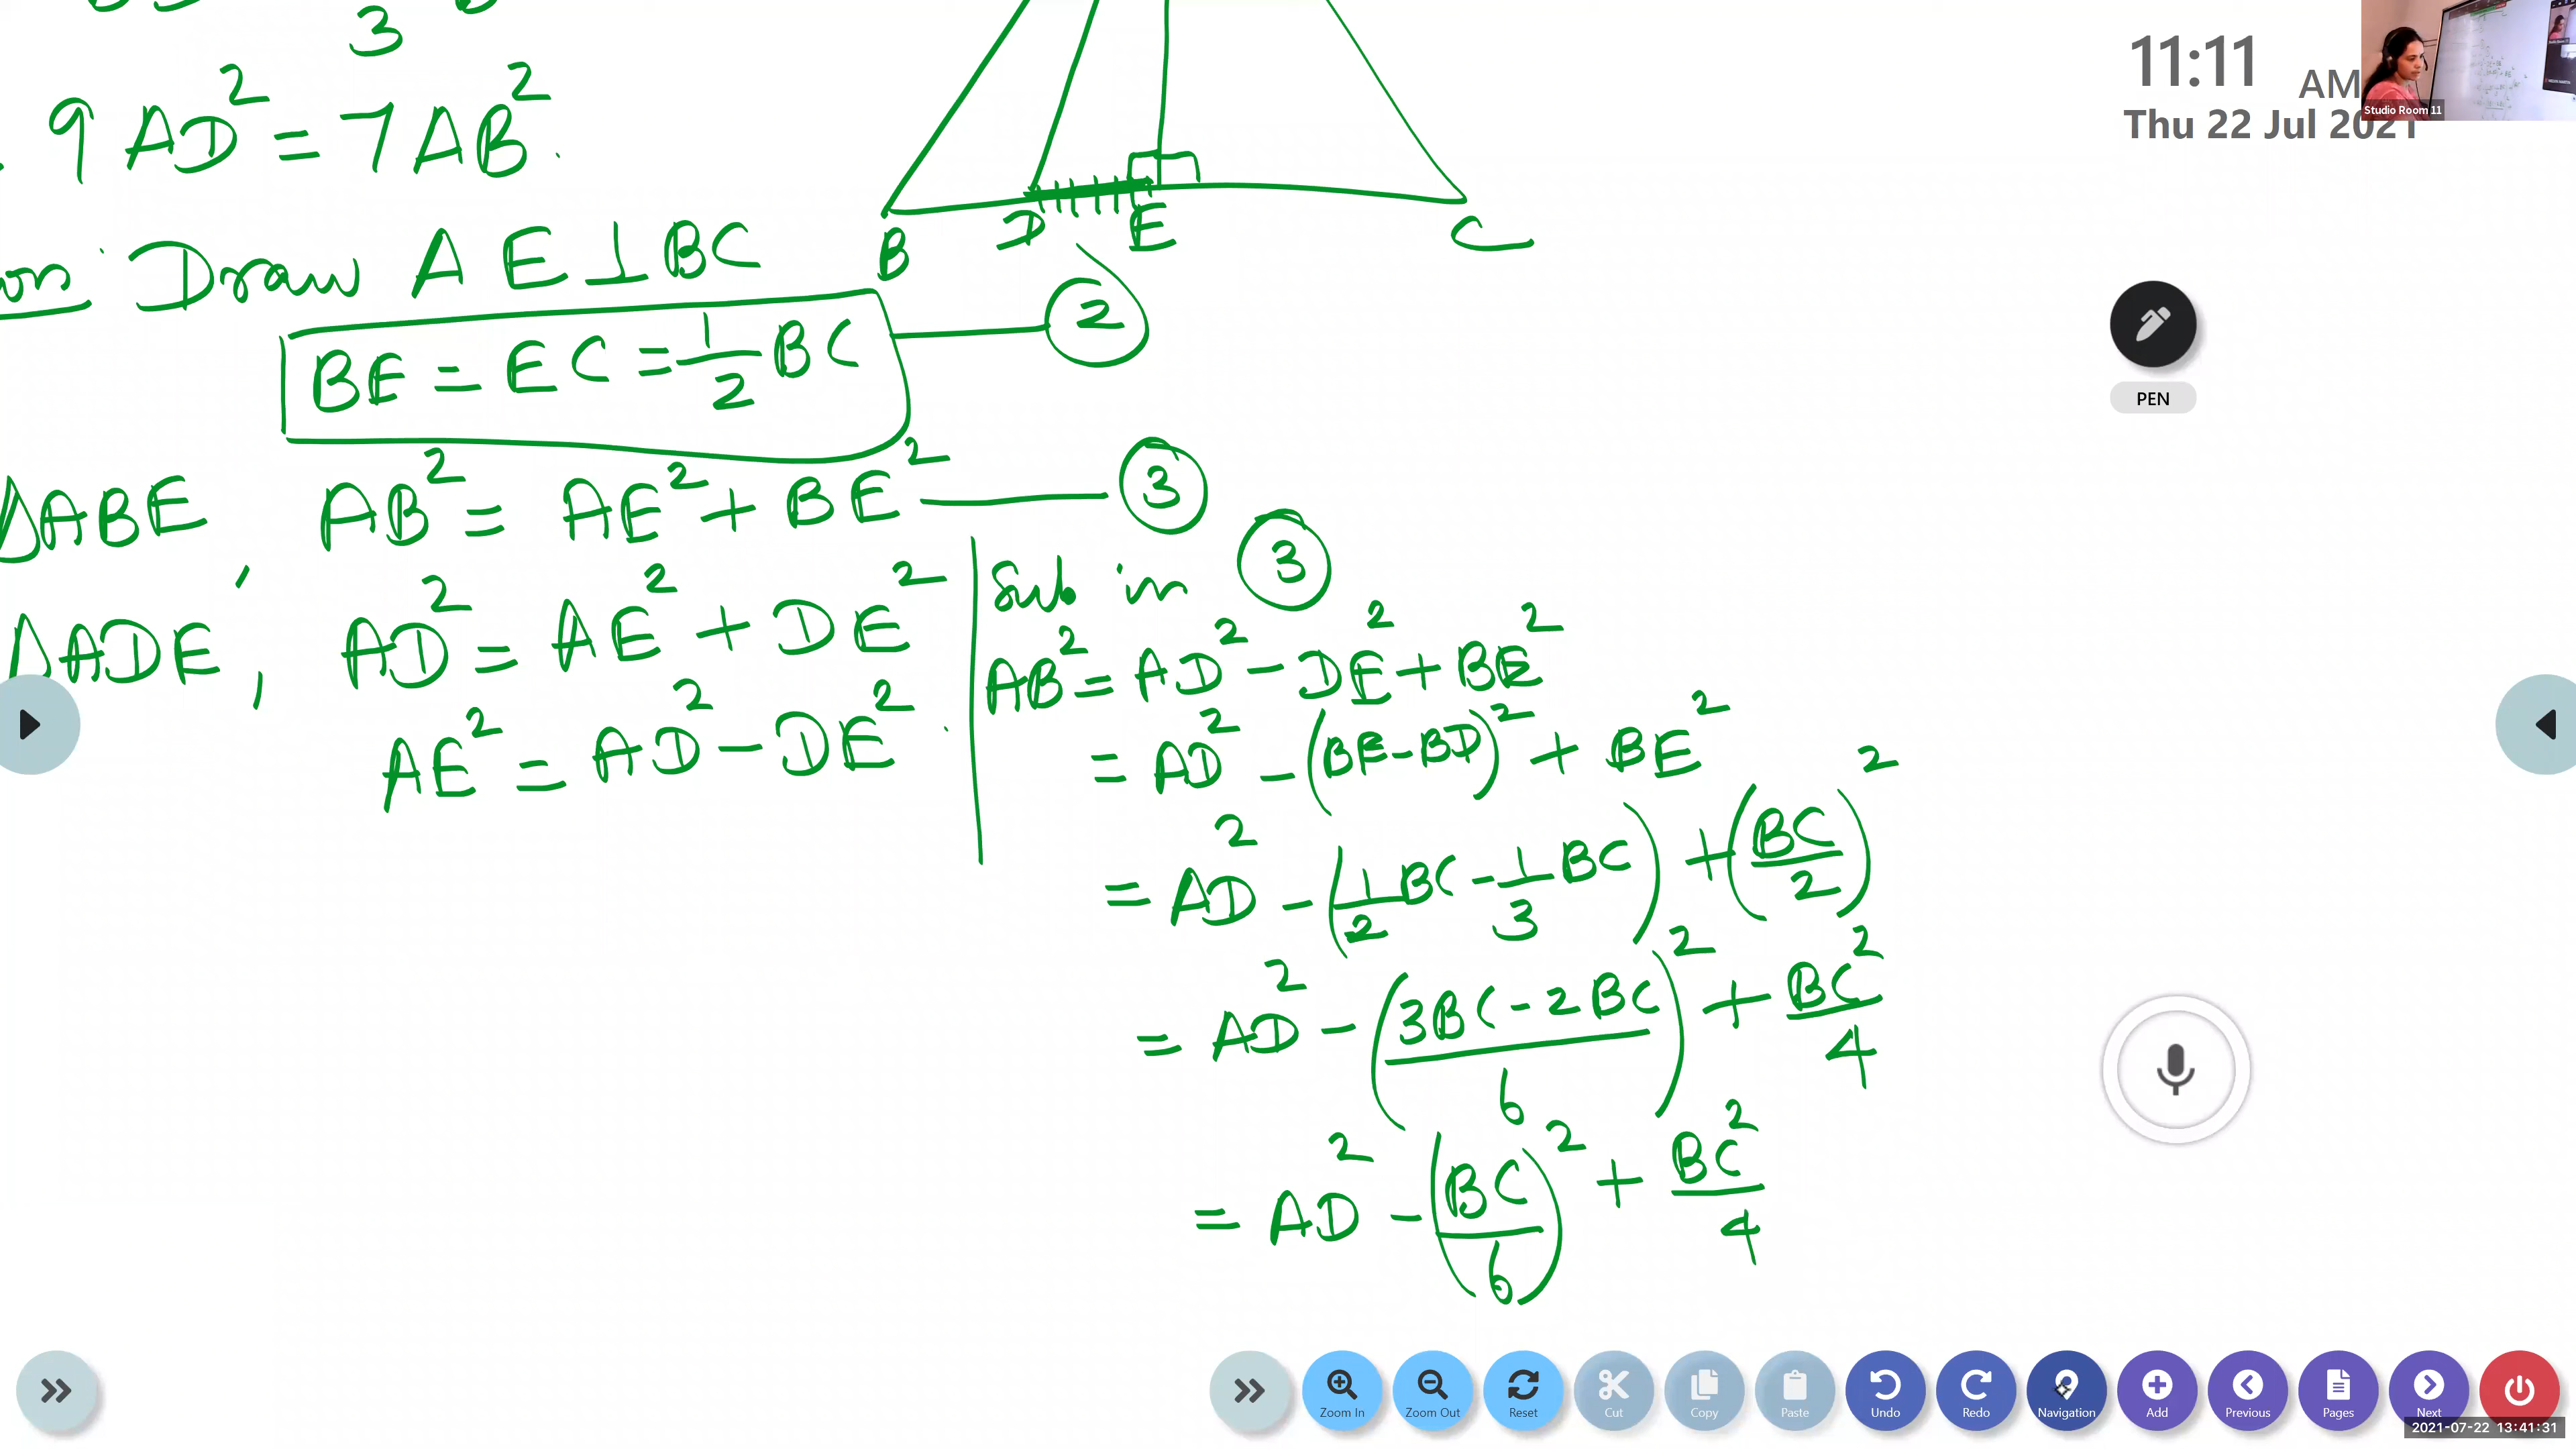 3
. 9 AD² = 7AB².
on: Draw AE ⊥ BC
B D E C
BE = EC = 1/2 BC — ②
ΔABE, AB² = AE² + BE² — ③
ΔADE, AD² = AE² + DE²
AE² = AD² - DE².
Sub in ③
AB² = AD² - DE² + BE²
= AD² - (BE - BD)² + BE²
= AD² - (1/2 BC - 1/3 BC) + (BC/2)²
= AD² - ((3BC - 2BC)/6)² + BC²/4
= AD² - (BC/6)² + BC²/4
11:11 AM
Thu 22 Jul 2021
Studio Room 11
PEN
Zoom In Zoom Out Reset Cut Copy Paste Undo Redo Navigation Add Previous Pages Next
2021-07-22 13:41:31